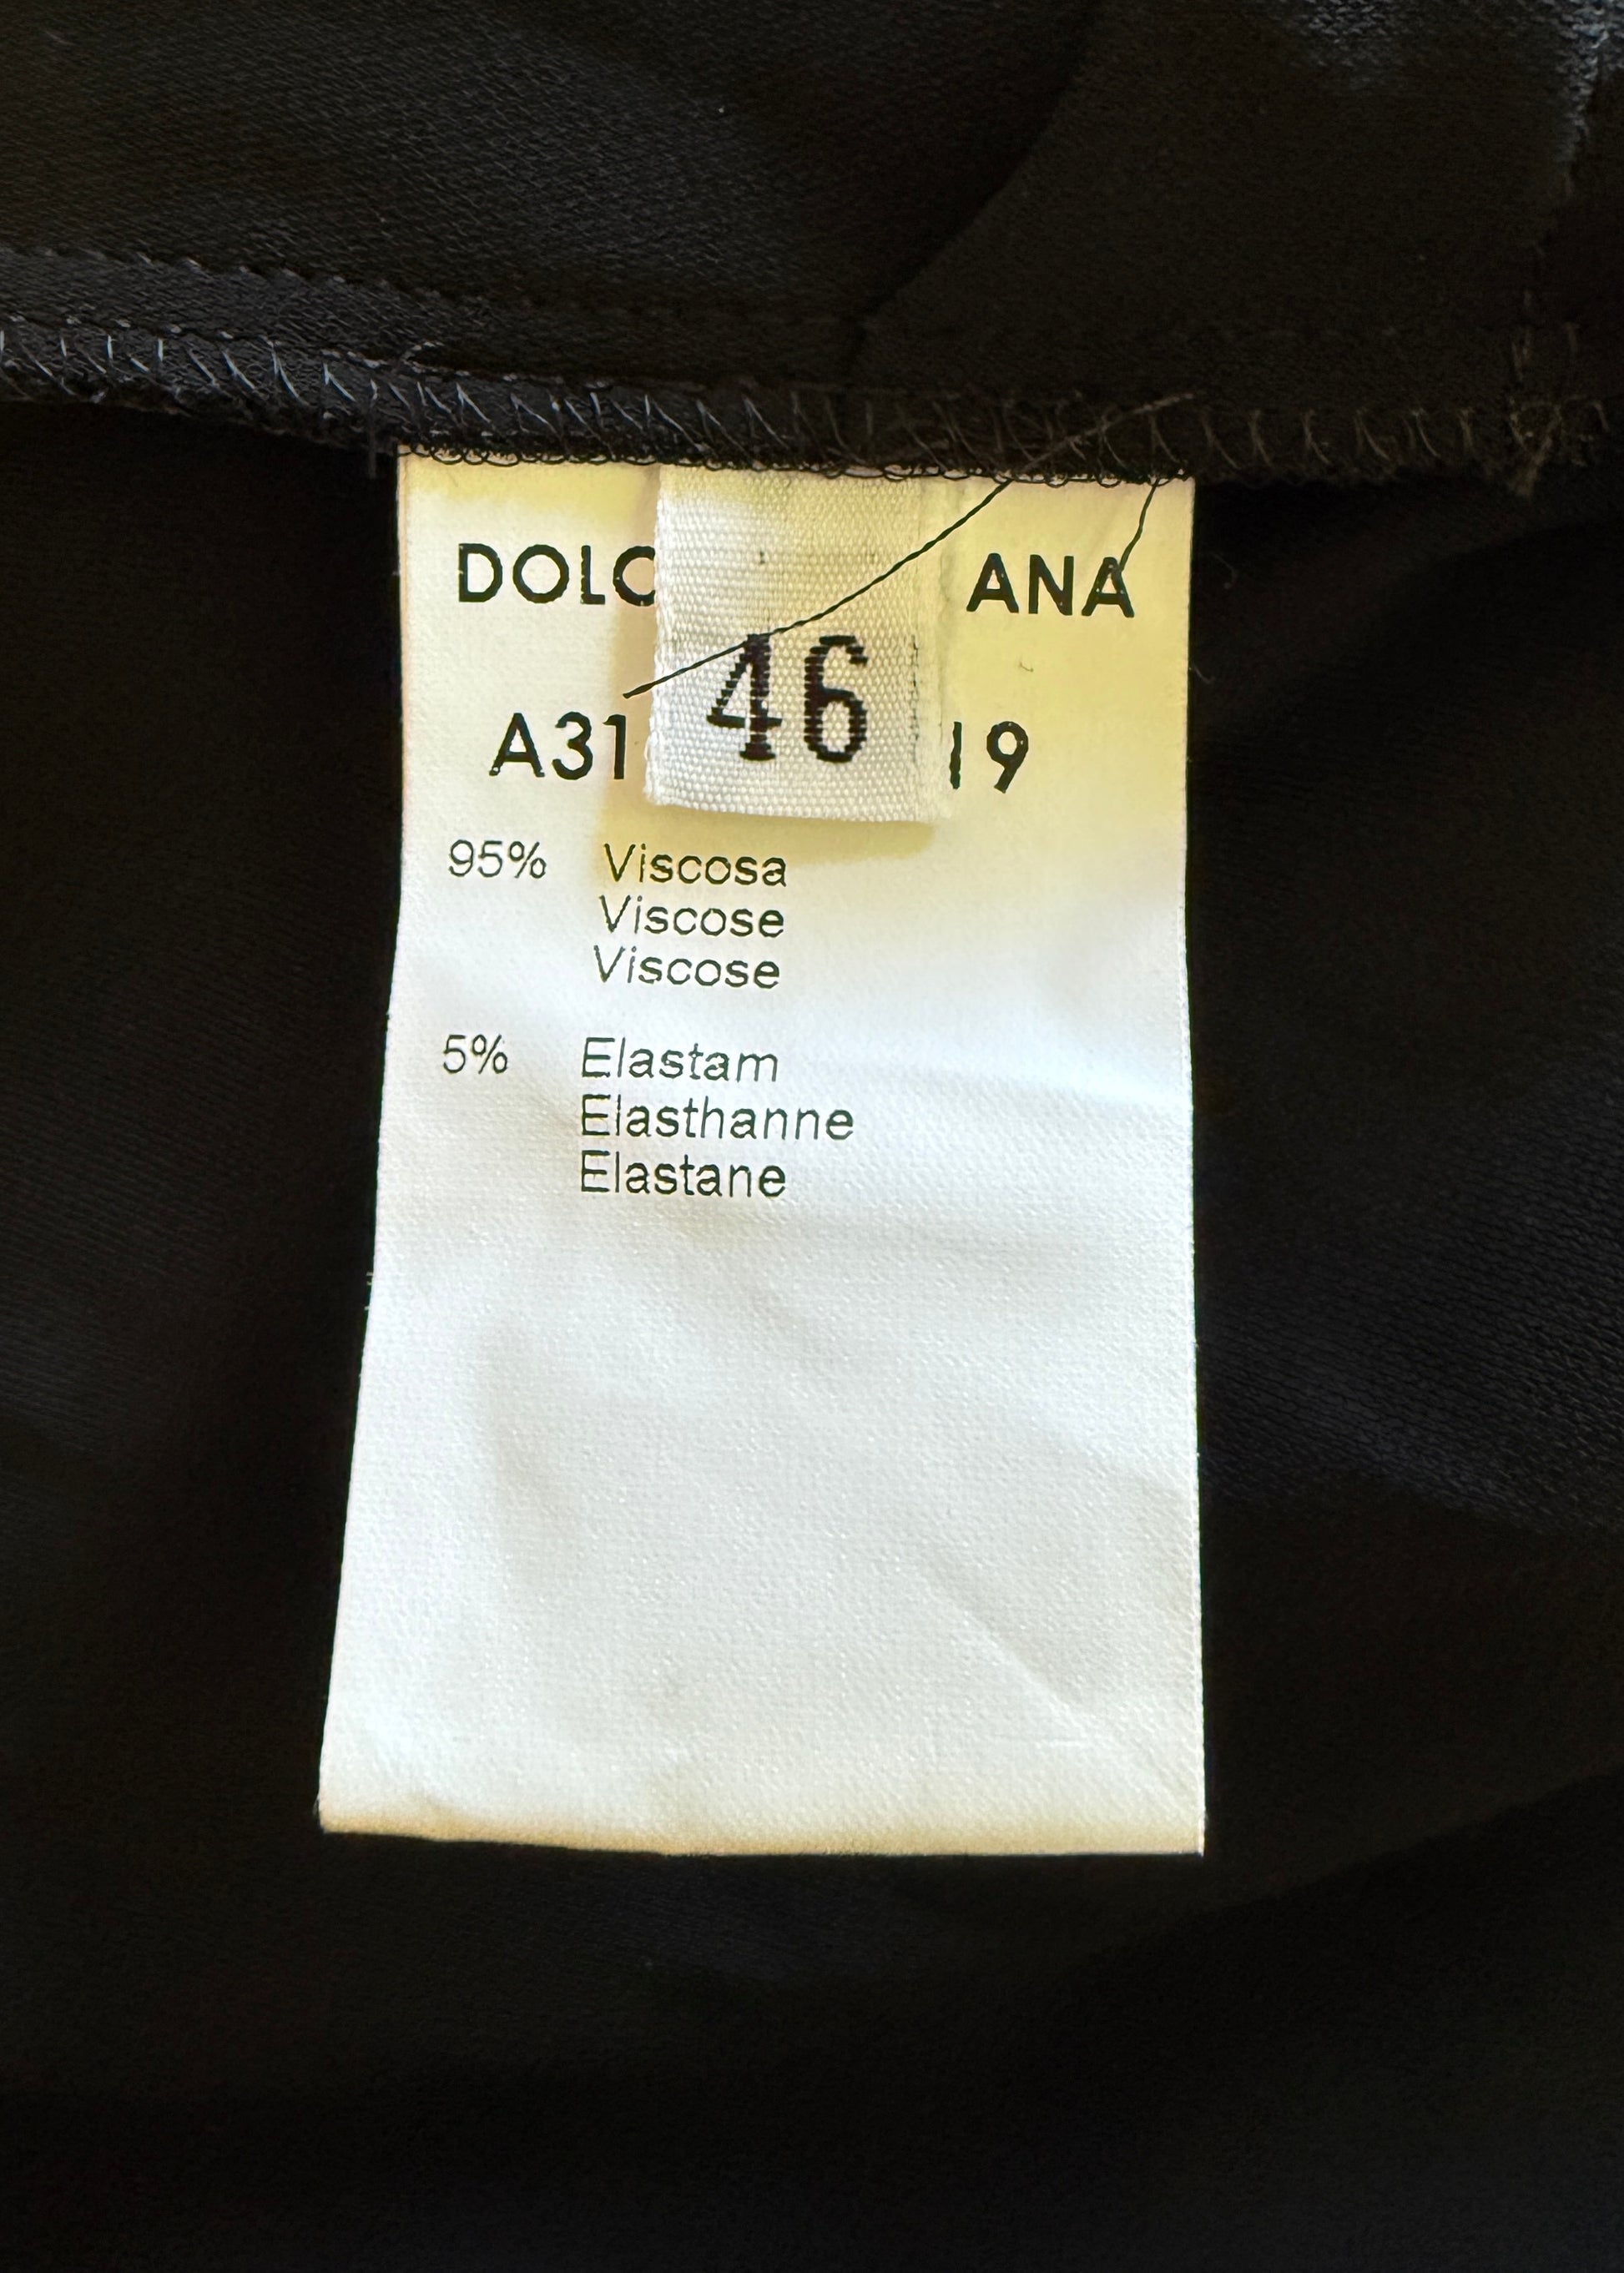 DOLC ANA
46
A31 19
95% Viscosa
Viscose
Viscose
5% Elastam
Elasthanne
Elastane